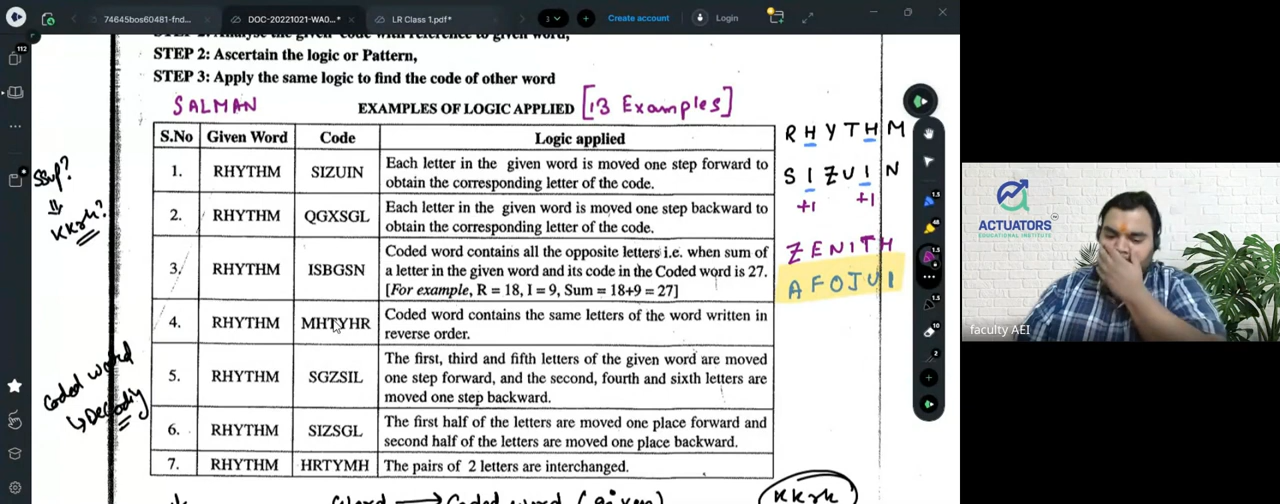 74645bos60481-fnd...
DOC-20221021-WA0...*
LR Class 1.pdf*
3
Create account
Login
112
STEP 2: Ascertain the logic or Pattern,
STEP 3: Apply the same logic to find the code of other word
SALMAN
EXAMPLES OF LOGIC APPLIED [13 Examples]
S.No Given Word Code Logic applied
1. RHYTHM SIZUIN Each letter in the given word is moved one step forward to
obtain the corresponding letter of the code.
2. RHYTHM QGXSGL Each letter in the given word is moved one step backward to
obtain the corresponding letter of the code.
3. RHYTHM ISBGSN Coded word contains all the opposite letters i.e. when sum of
a letter in the given word and its code in the Coded word is 27.
[For example, R = 18, I = 9, Sum = 18+9 = 27]
4. RHYTHM MHTYHR Coded word contains the same letters of the word written in
reverse order.
5. RHYTHM SGZSIL The first, third and fifth letters of the given word are moved
one step forward, and the second, fourth and sixth letters are
moved one step backward.
6. RHYTHM SIZSGL The first half of the letters are moved one place forward and
second half of the letters are moved one place backward.
7. RHYTHM HRTYMH The pairs of 2 letters are interchanged.
RHYTHM
SIZUIN
+1 +1
ZENITH
AFOJUI
SSup?
KKrh?
Coded word
↳ Decoding
Coded word (given)
KKrh
ACTUATORS
EDUCATIONAL INSTITUTE
faculty AEI